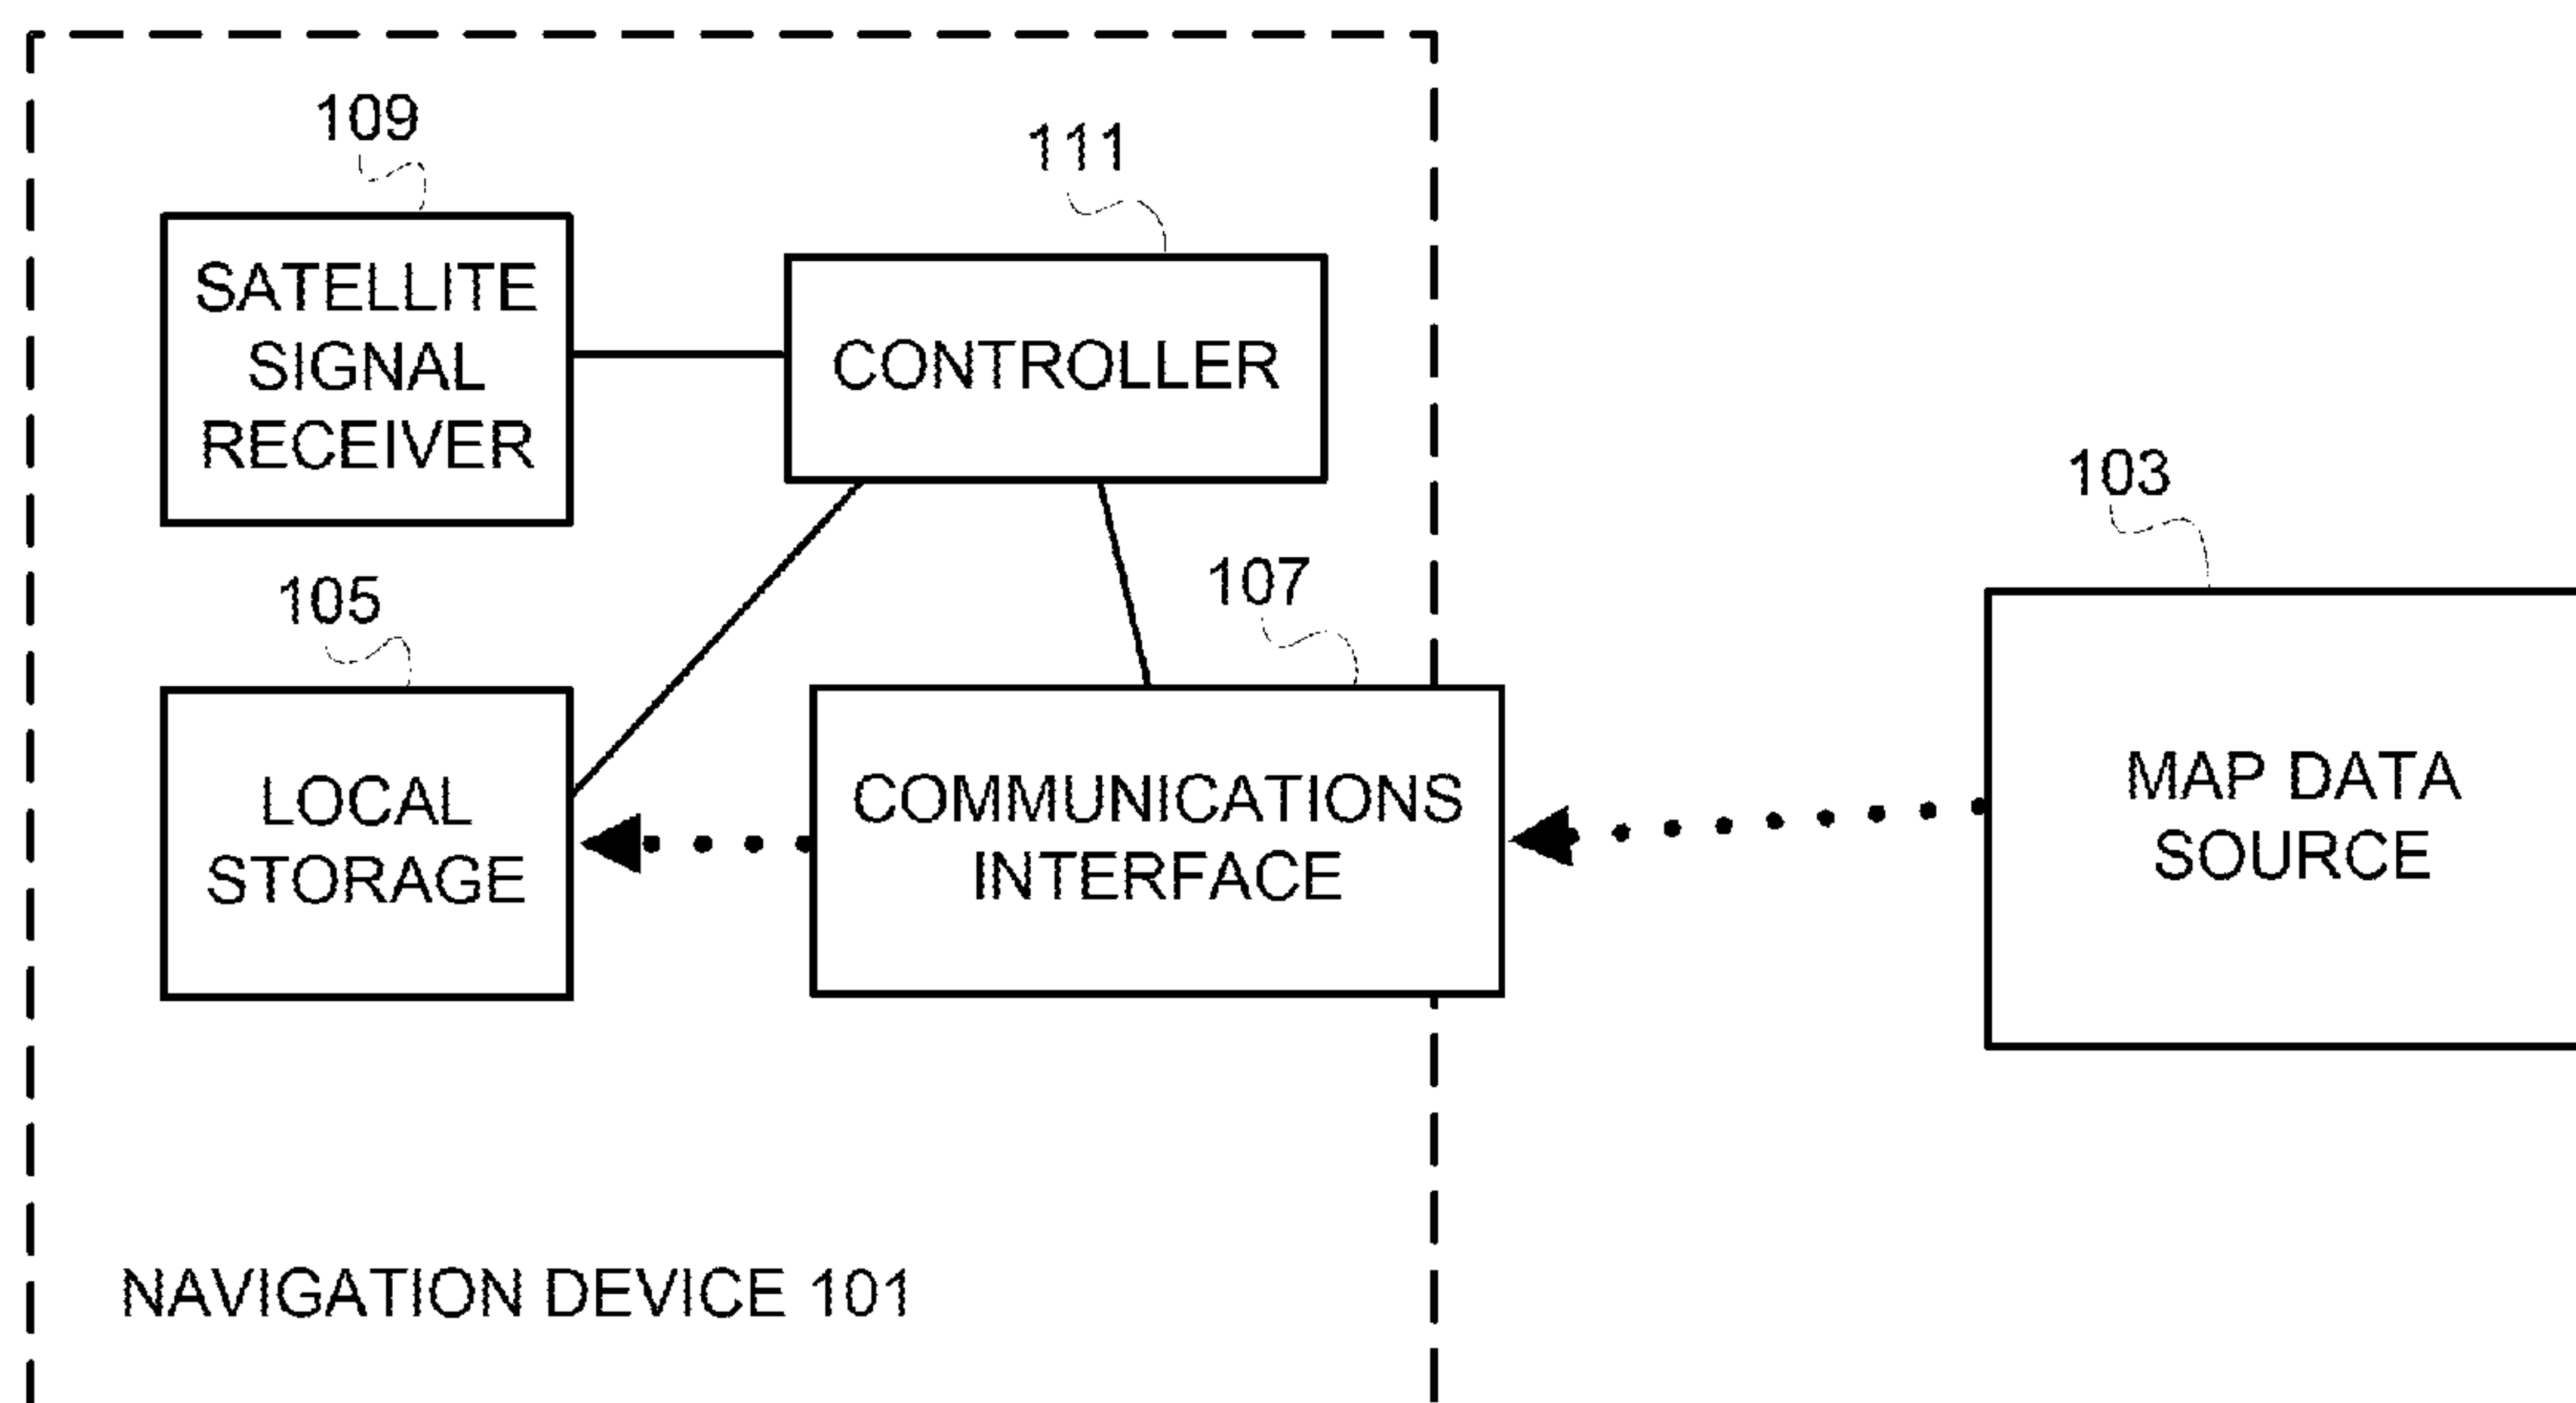 109
111
SATELLITE
SIGNAL
RECEIVER
CONTROLLER
103
105
107
LOCAL
STORAGE
COMMUNICATIONS
INTERFACE
MAP DATA
SOURCE
NAVIGATION DEVICE 101